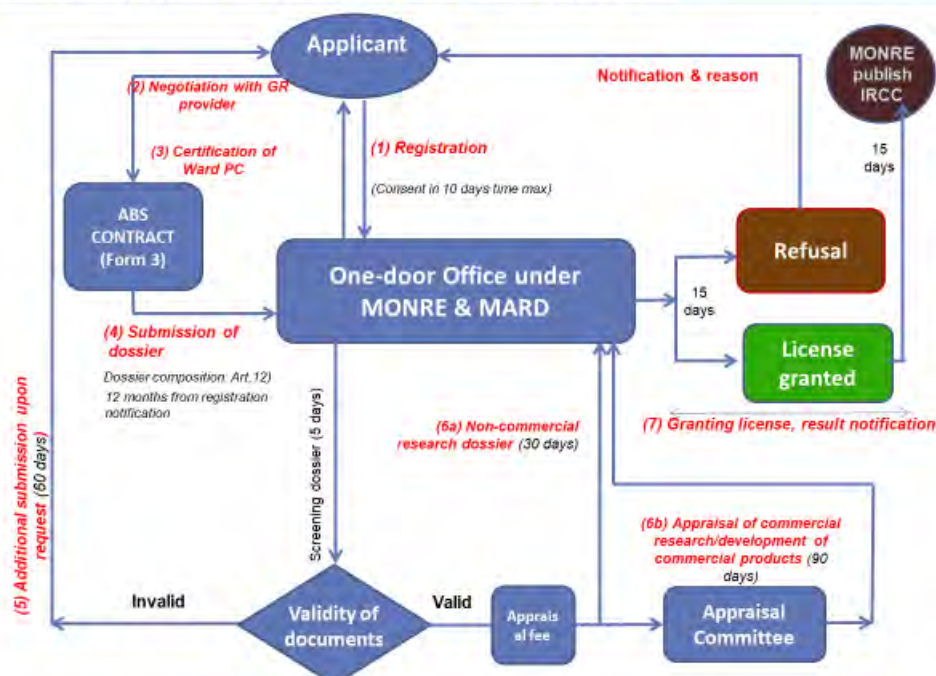 Applicant
MONRE
publish
IRCC
Notification & reason
(2) Negotiation with GR
provider
(3) Certification of
Ward PC
(1) Registration
(Consent in 10 days time max)
15
days
ABS
CONTRACT
(Form 3)
One-door Office under
MONRE & MARD
Refusal
15
days
License
granted
(4) Submission of
dossier
Dossier composition: Art.12)
12 months from registration
notification
(7) Granting license, result notification
(5) Additional submission upon
request (60 days)
Screening dossier (5 days)
(6a) Non-commercial
research dossier (30 days)
(6b) Appraisal of commercial
research/development of
commercial products (90
days)
Invalid
Validity of
documents
Valid
Apprais
al fee
Appraisal
Committee